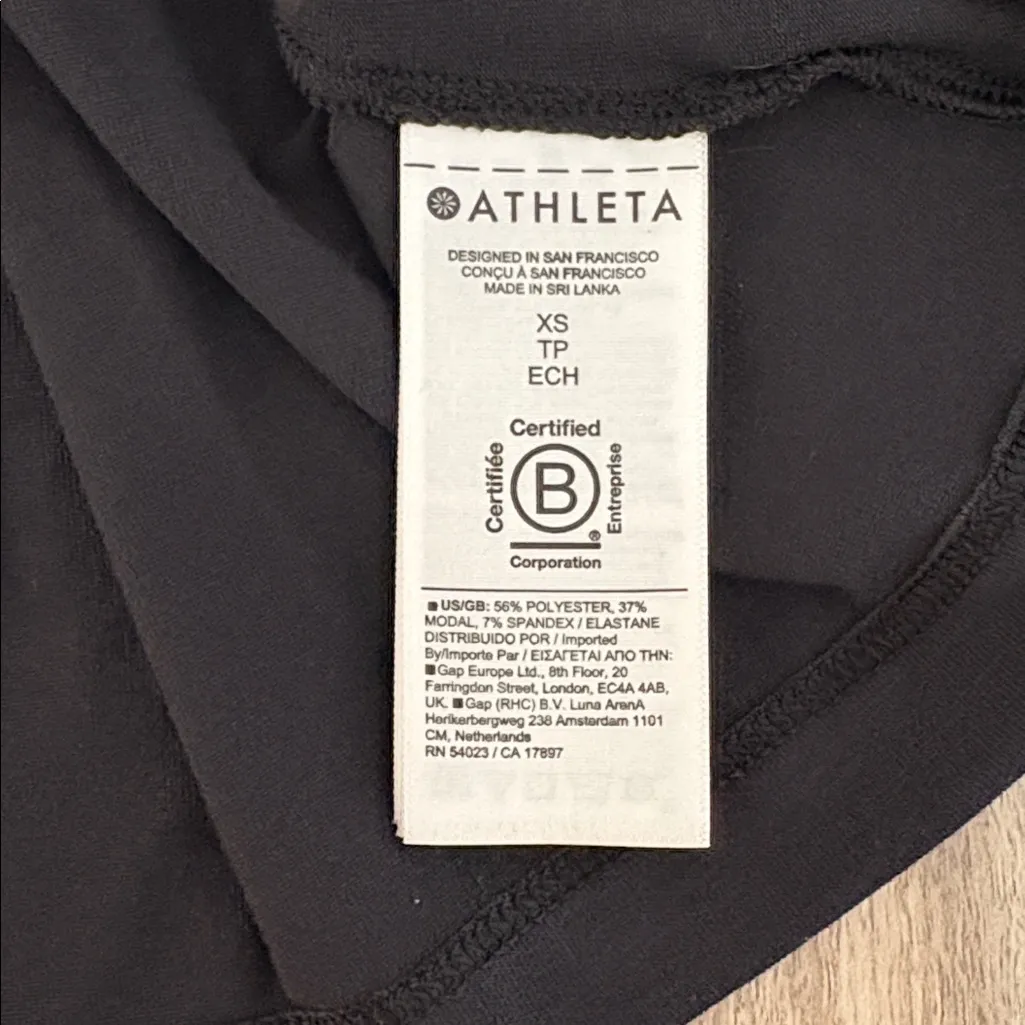 ATHLETA
DESIGNED IN SAN FRANCISCO
CONÇU À SAN FRANCISCO
MADE IN SRI LANKA
XS
TP
ECH
Certified
Certifiée
B
Entreprise
®
Corporation
US/GB: 56% POLYESTER, 37%
MODAL, 7% SPANDEX / ELASTANE
DISTRIBUIDO POR / Imported
By/Importe Par / ΕΙΣΑΓΕΤΑΙ ΑΠΟ ΤΗΝ:
Gap Europe Ltd., 8th Floor, 20
Farringdon Street, London, EC4A 4AB,
UK. Gap (RHC) B.V. Luna ArenA
Herikerbergweg 238 Amsterdam 1101
CM, Netherlands
RN 54023 / CA 17897